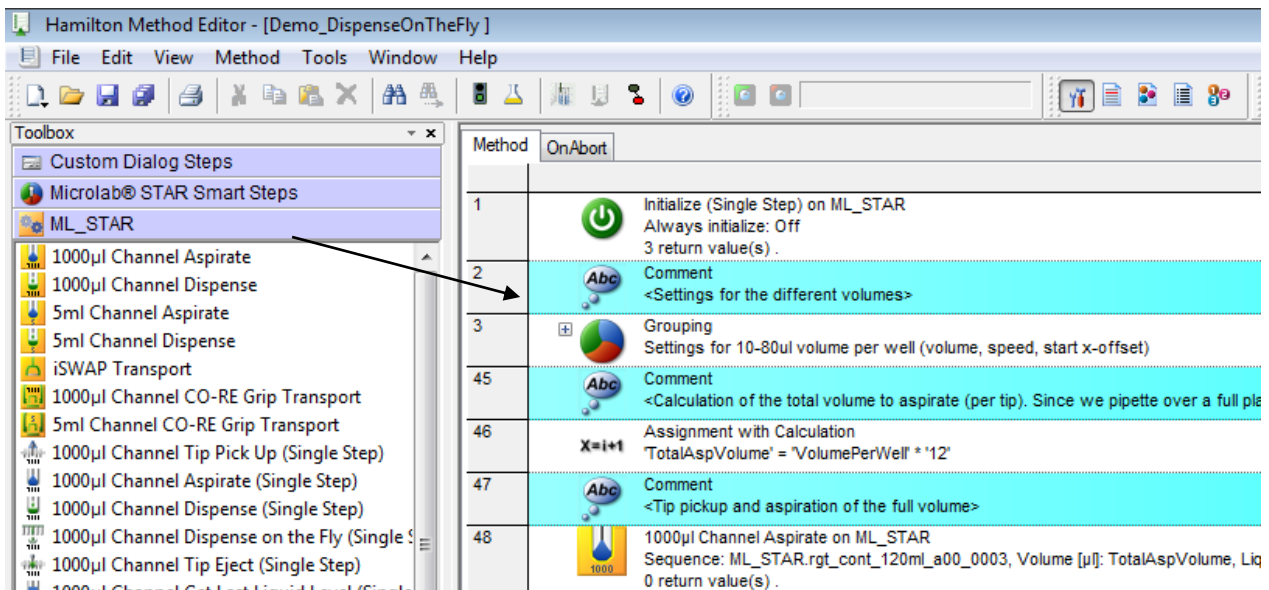 Hamilton Method Editor - [Demo_DispenseOnTheFly ]
File Edit View Method Tools Window Help
Toolbox
Custom Dialog Steps
Microlab® STAR Smart Steps
ML_STAR
1000µl Channel Aspirate
1000µl Channel Dispense
5ml Channel Aspirate
5ml Channel Dispense
iSWAP Transport
1000µl Channel CO-RE Grip Transport
5ml Channel CO-RE Grip Transport
1000µl Channel Tip Pick Up (Single Step)
1000µl Channel Aspirate (Single Step)
1000µl Channel Dispense (Single Step)
1000µl Channel Dispense on the Fly (Single S
1000µl Channel Tip Eject (Single Step)
Method OnAbort
1
Initialize (Single Step) on ML_STAR
Always initialize: Off
3 return value(s) .
2
Abc
Comment
<Settings for the different volumes>
3
Grouping
Settings for 10-80ul volume per well (volume, speed, start x-offset)
45
Abc
Comment
<Calculation of the total volume to aspirate (per tip). Since we pipette over a full pla
46
X=i+1
Assignment with Calculation
'TotalAspVolume' = 'VolumePerWell' * '12'
47
Abc
Comment
<Tip pickup and aspiration of the full volume>
48
1000
1000µl Channel Aspirate on ML_STAR
Sequence: ML_STAR.rgt_cont_120ml_a00_0003, Volume [µl]: TotalAspVolume, Liq
0 return value(s) .